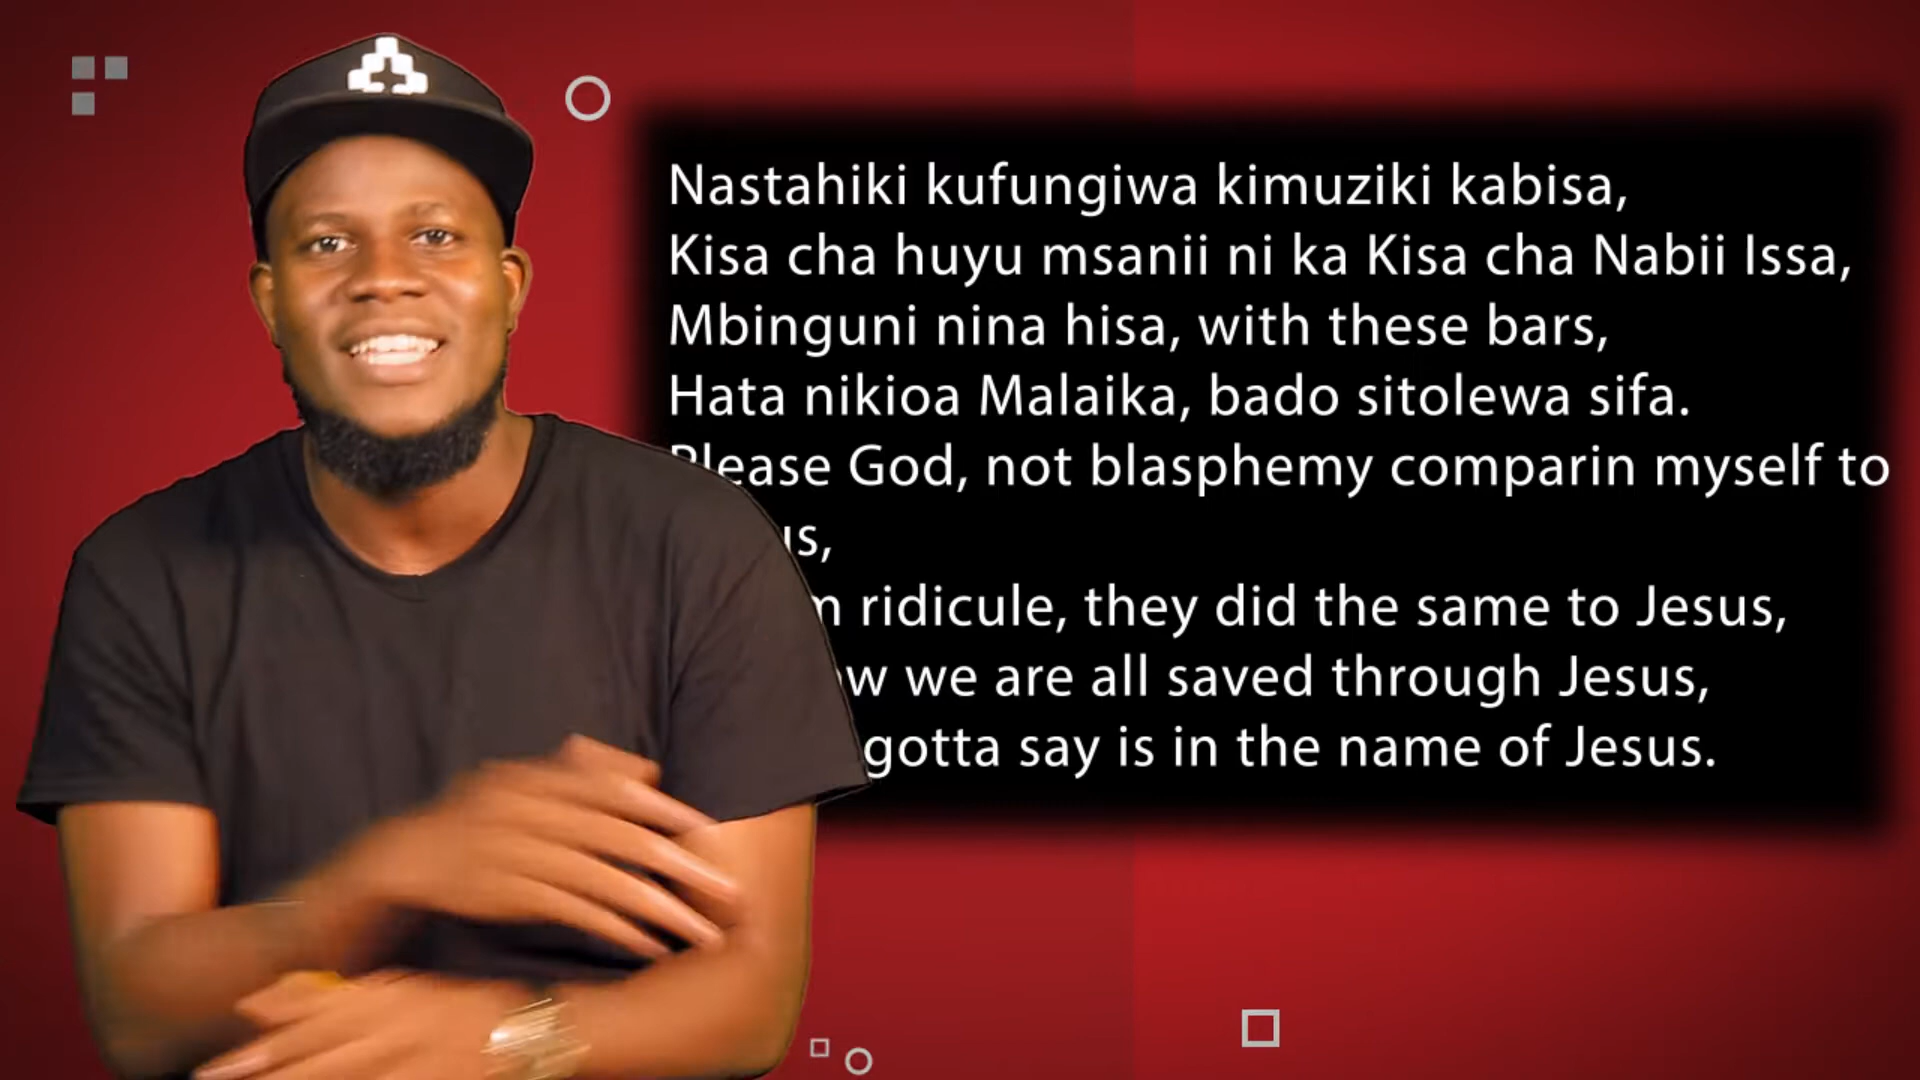 Nastahiki kufungiwa kimuziki kabisa,
Kisa cha huyu msanii ni ka Kisa cha Nabii Issa,
Mbinguni nina hisa, with these bars,
Hata nikioa Malaika, bado sitolewa sifa.
Please God, not blasphemy comparin myself to
ridicule, they did the same to Jesus,
we are all saved through Jesus,
gotta say is in the name of Jesus.